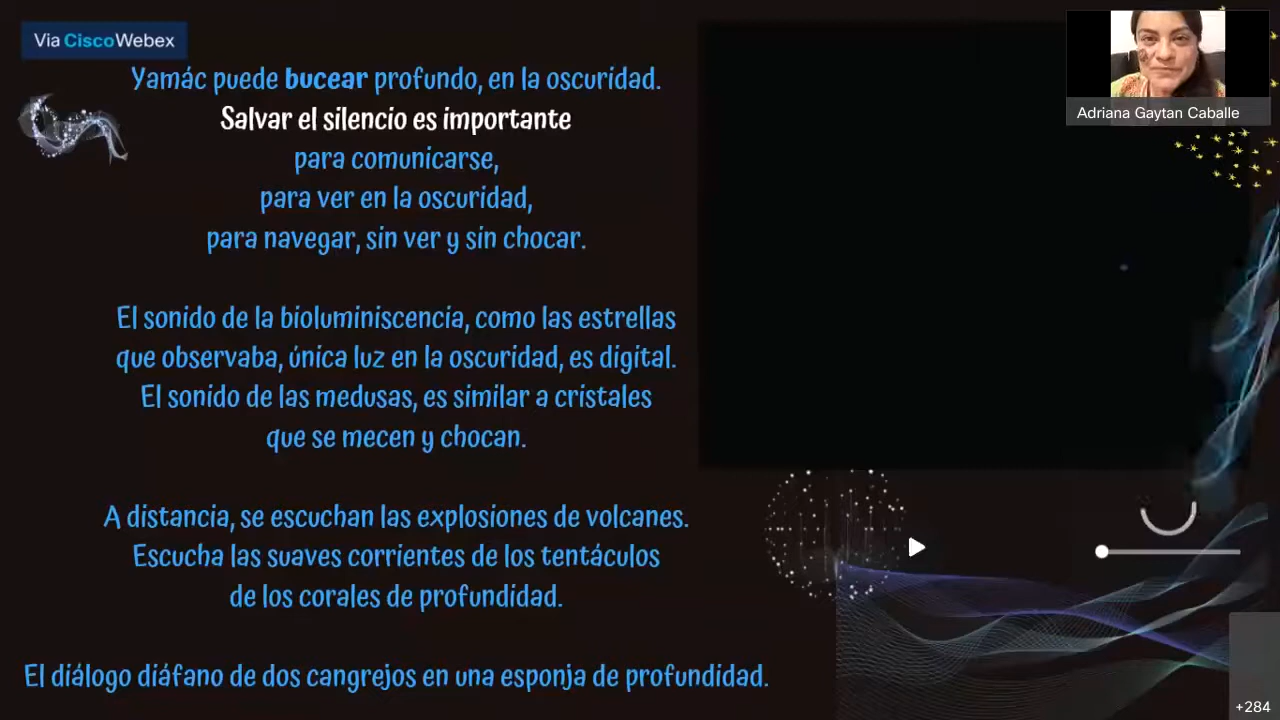 Via CiscoWebex
Yamác puede bucear profundo, en la oscuridad.
Salvar el silencio es importante
para comunicarse,
para ver en la oscuridad,
para navegar, sin ver y sin chocar.
El sonido de la bioluminiscencia, como las estrellas
que observaba, única luz en la oscuridad, es digital.
El sonido de las medusas, es similar a cristales
que se mecen y chocan.
A distancia, se escuchan las explosiones de volcanes.
Escucha las suaves corrientes de los tentáculos
de los corales de profundidad.
El diálogo diáfano de dos cangrejos en una esponja de profundidad.
Adriana Gaytan Caballe
+284